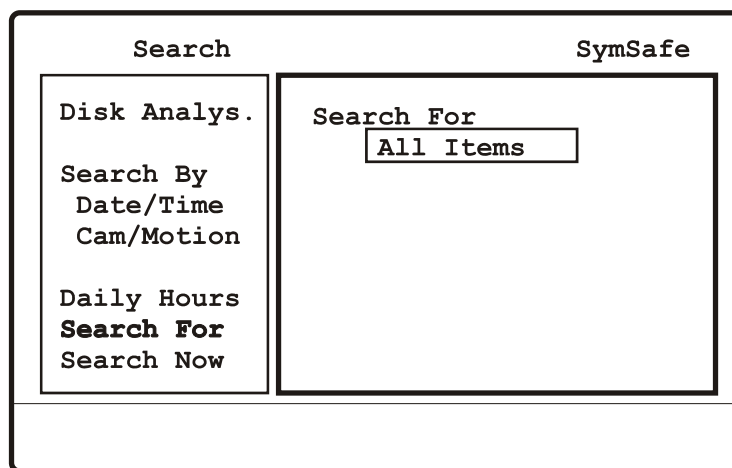 Search SymSafe
Disk Analys.
Search By
Date/Time
Cam/Motion
Daily Hours
Search For
Search Now
Search For
All Items